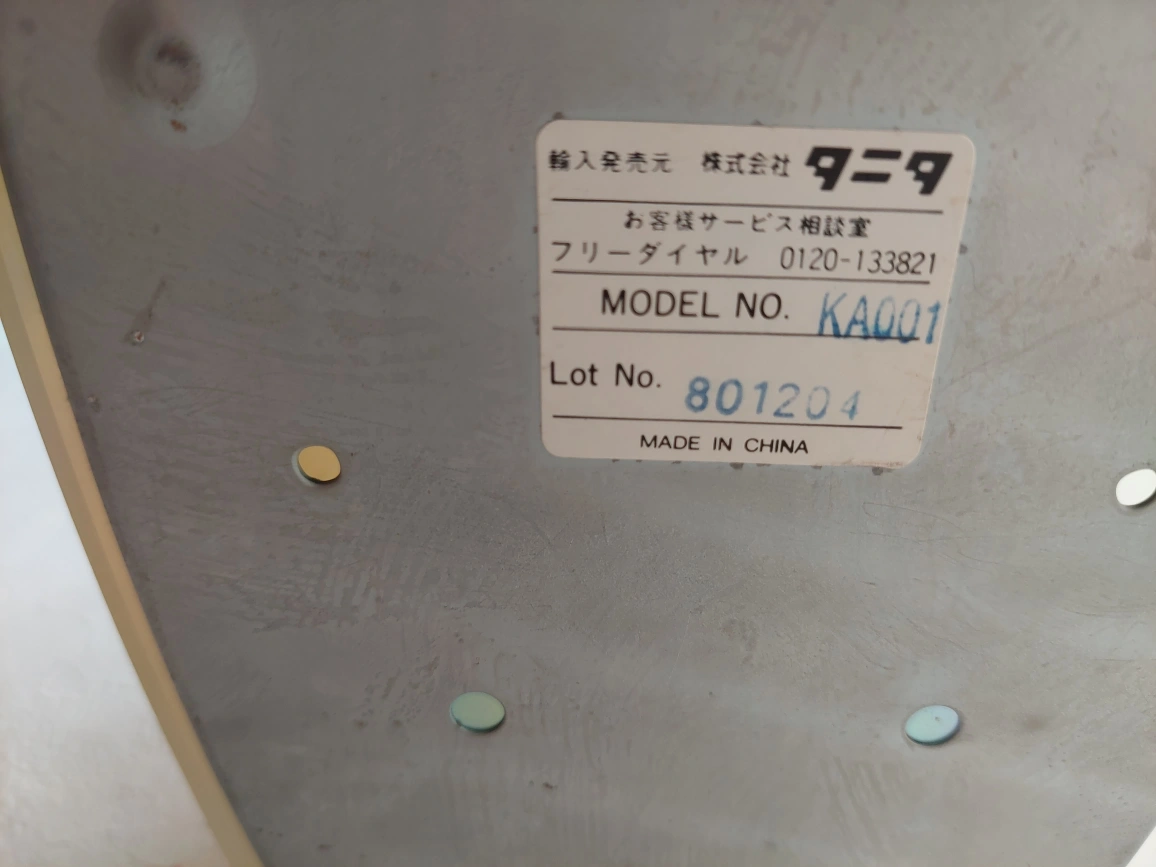 輸入発売元 株式会社 タニタ
お客様サービス相談室
フリーダイヤル 0120-133821
MODEL NO. KA001
Lot No. 801204
MADE IN CHINA